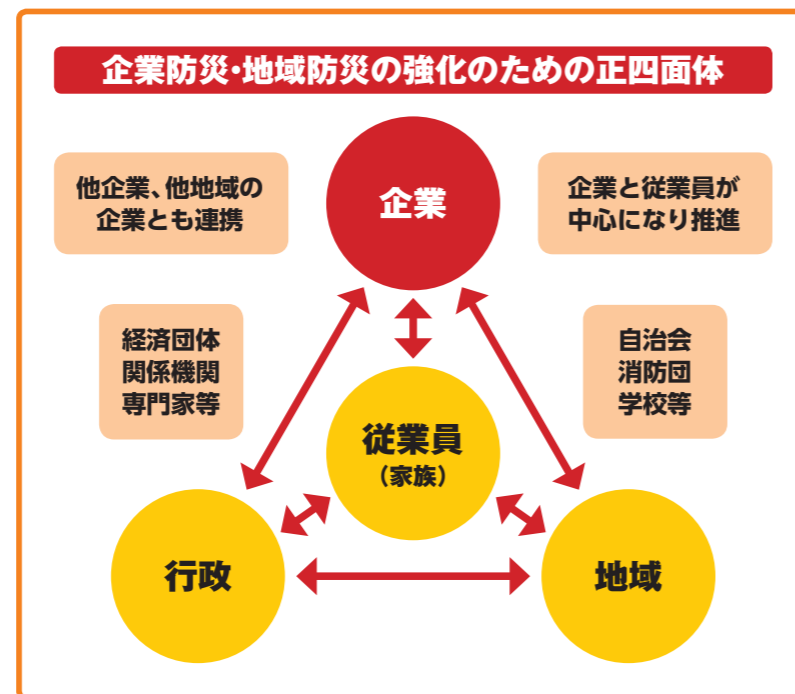 企業防災・地域防災の強化のための正四面体
他企業、他地域の
企業とも連携
企業
企業と従業員が
中心になり推進
経済団体
関係機関
専門家等
自治会
消防団
学校等
従業員
（家族）
行政
地域